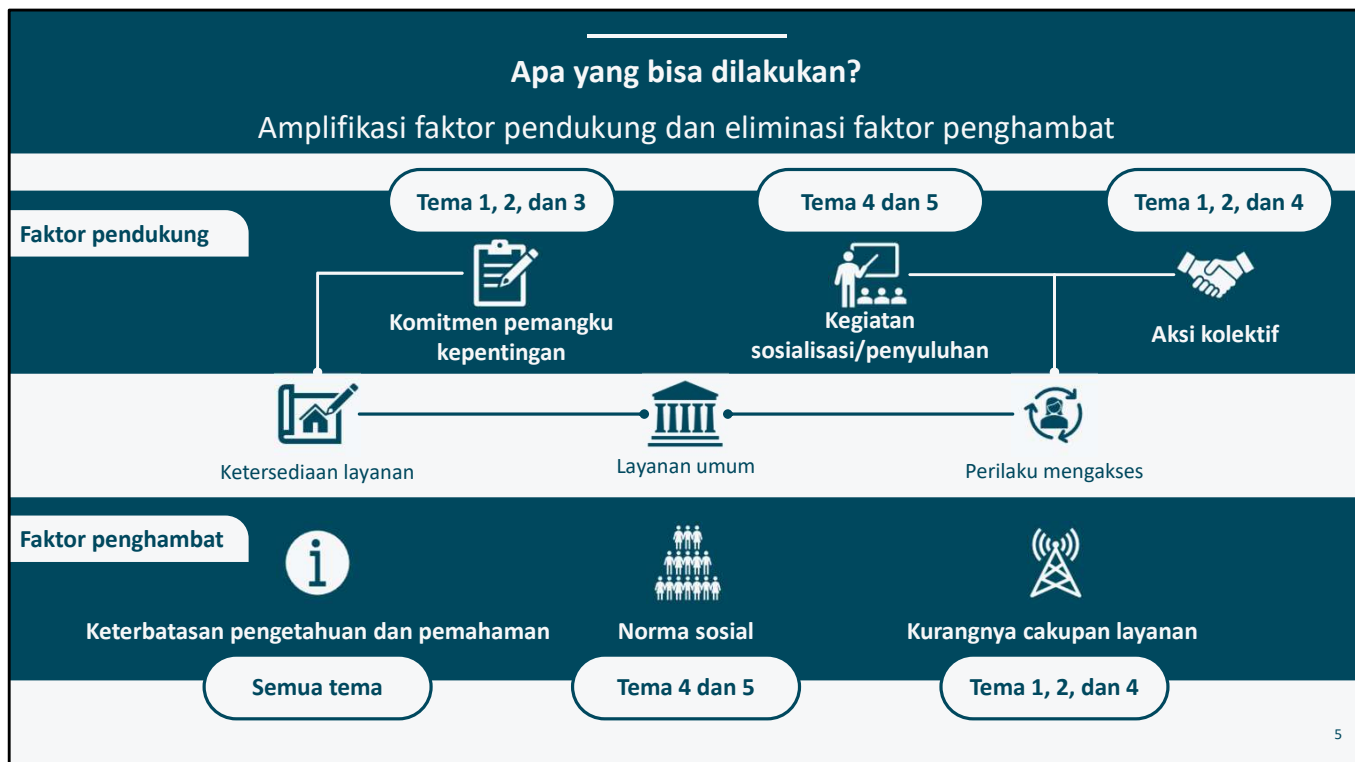 Apa yang bisa dilakukan?
Amplifikasi faktor pendukung dan eliminasi faktor penghambat
Tema 1, 2, dan 3
Tema 4 dan 5
Tema 1, 2, dan 4
Faktor pendukung
Komitmen pemangku
kepentingan
Kegiatan
sosialisasi/penyuluhan
Aksi kolektif
Ketersediaan layanan
Layanan umum
Perilaku mengakses
Faktor penghambat
i
Keterbatasan pengetahuan dan pemahaman
Norma sosial
Kurangnya cakupan layanan
Semua tema
Tema 4 dan 5
Tema 1, 2, dan 4
5